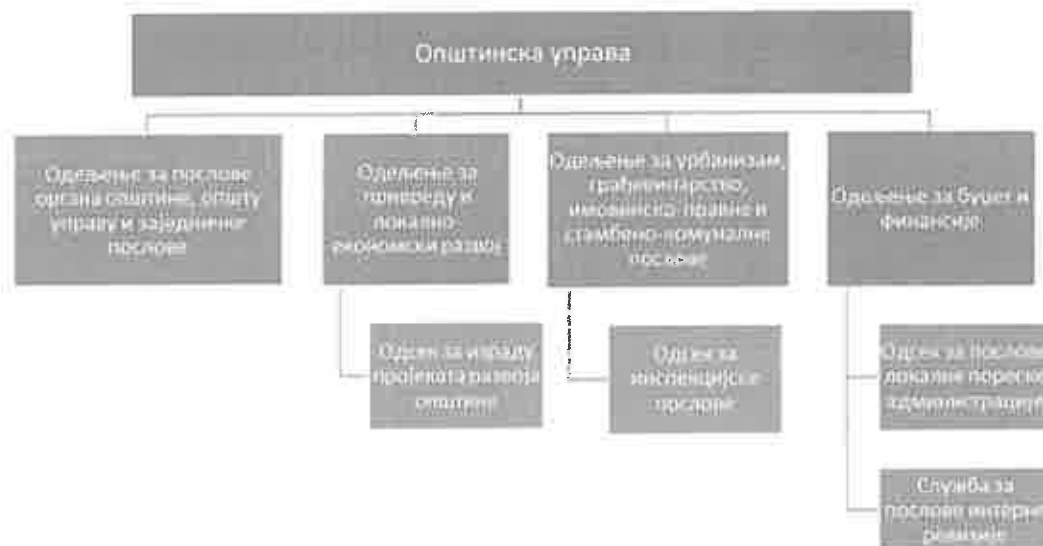 Општинска управа
Одељење за послове
органа општине, општу
управу и заједничке
послове
Одељење за
привреду и
локално-
економски развој
Одељење за урбанизам,
грађевинарство,
имовинско-правне и
стамбено-комуналне
послове
Одељење за буџет и
финансије
Одсек за израду
пројеката развоја
општине
Одсек за
инспекцијске
послове
Одсек за послове
локалне пореске
администрације
Служба за
послове интерне
ревизије